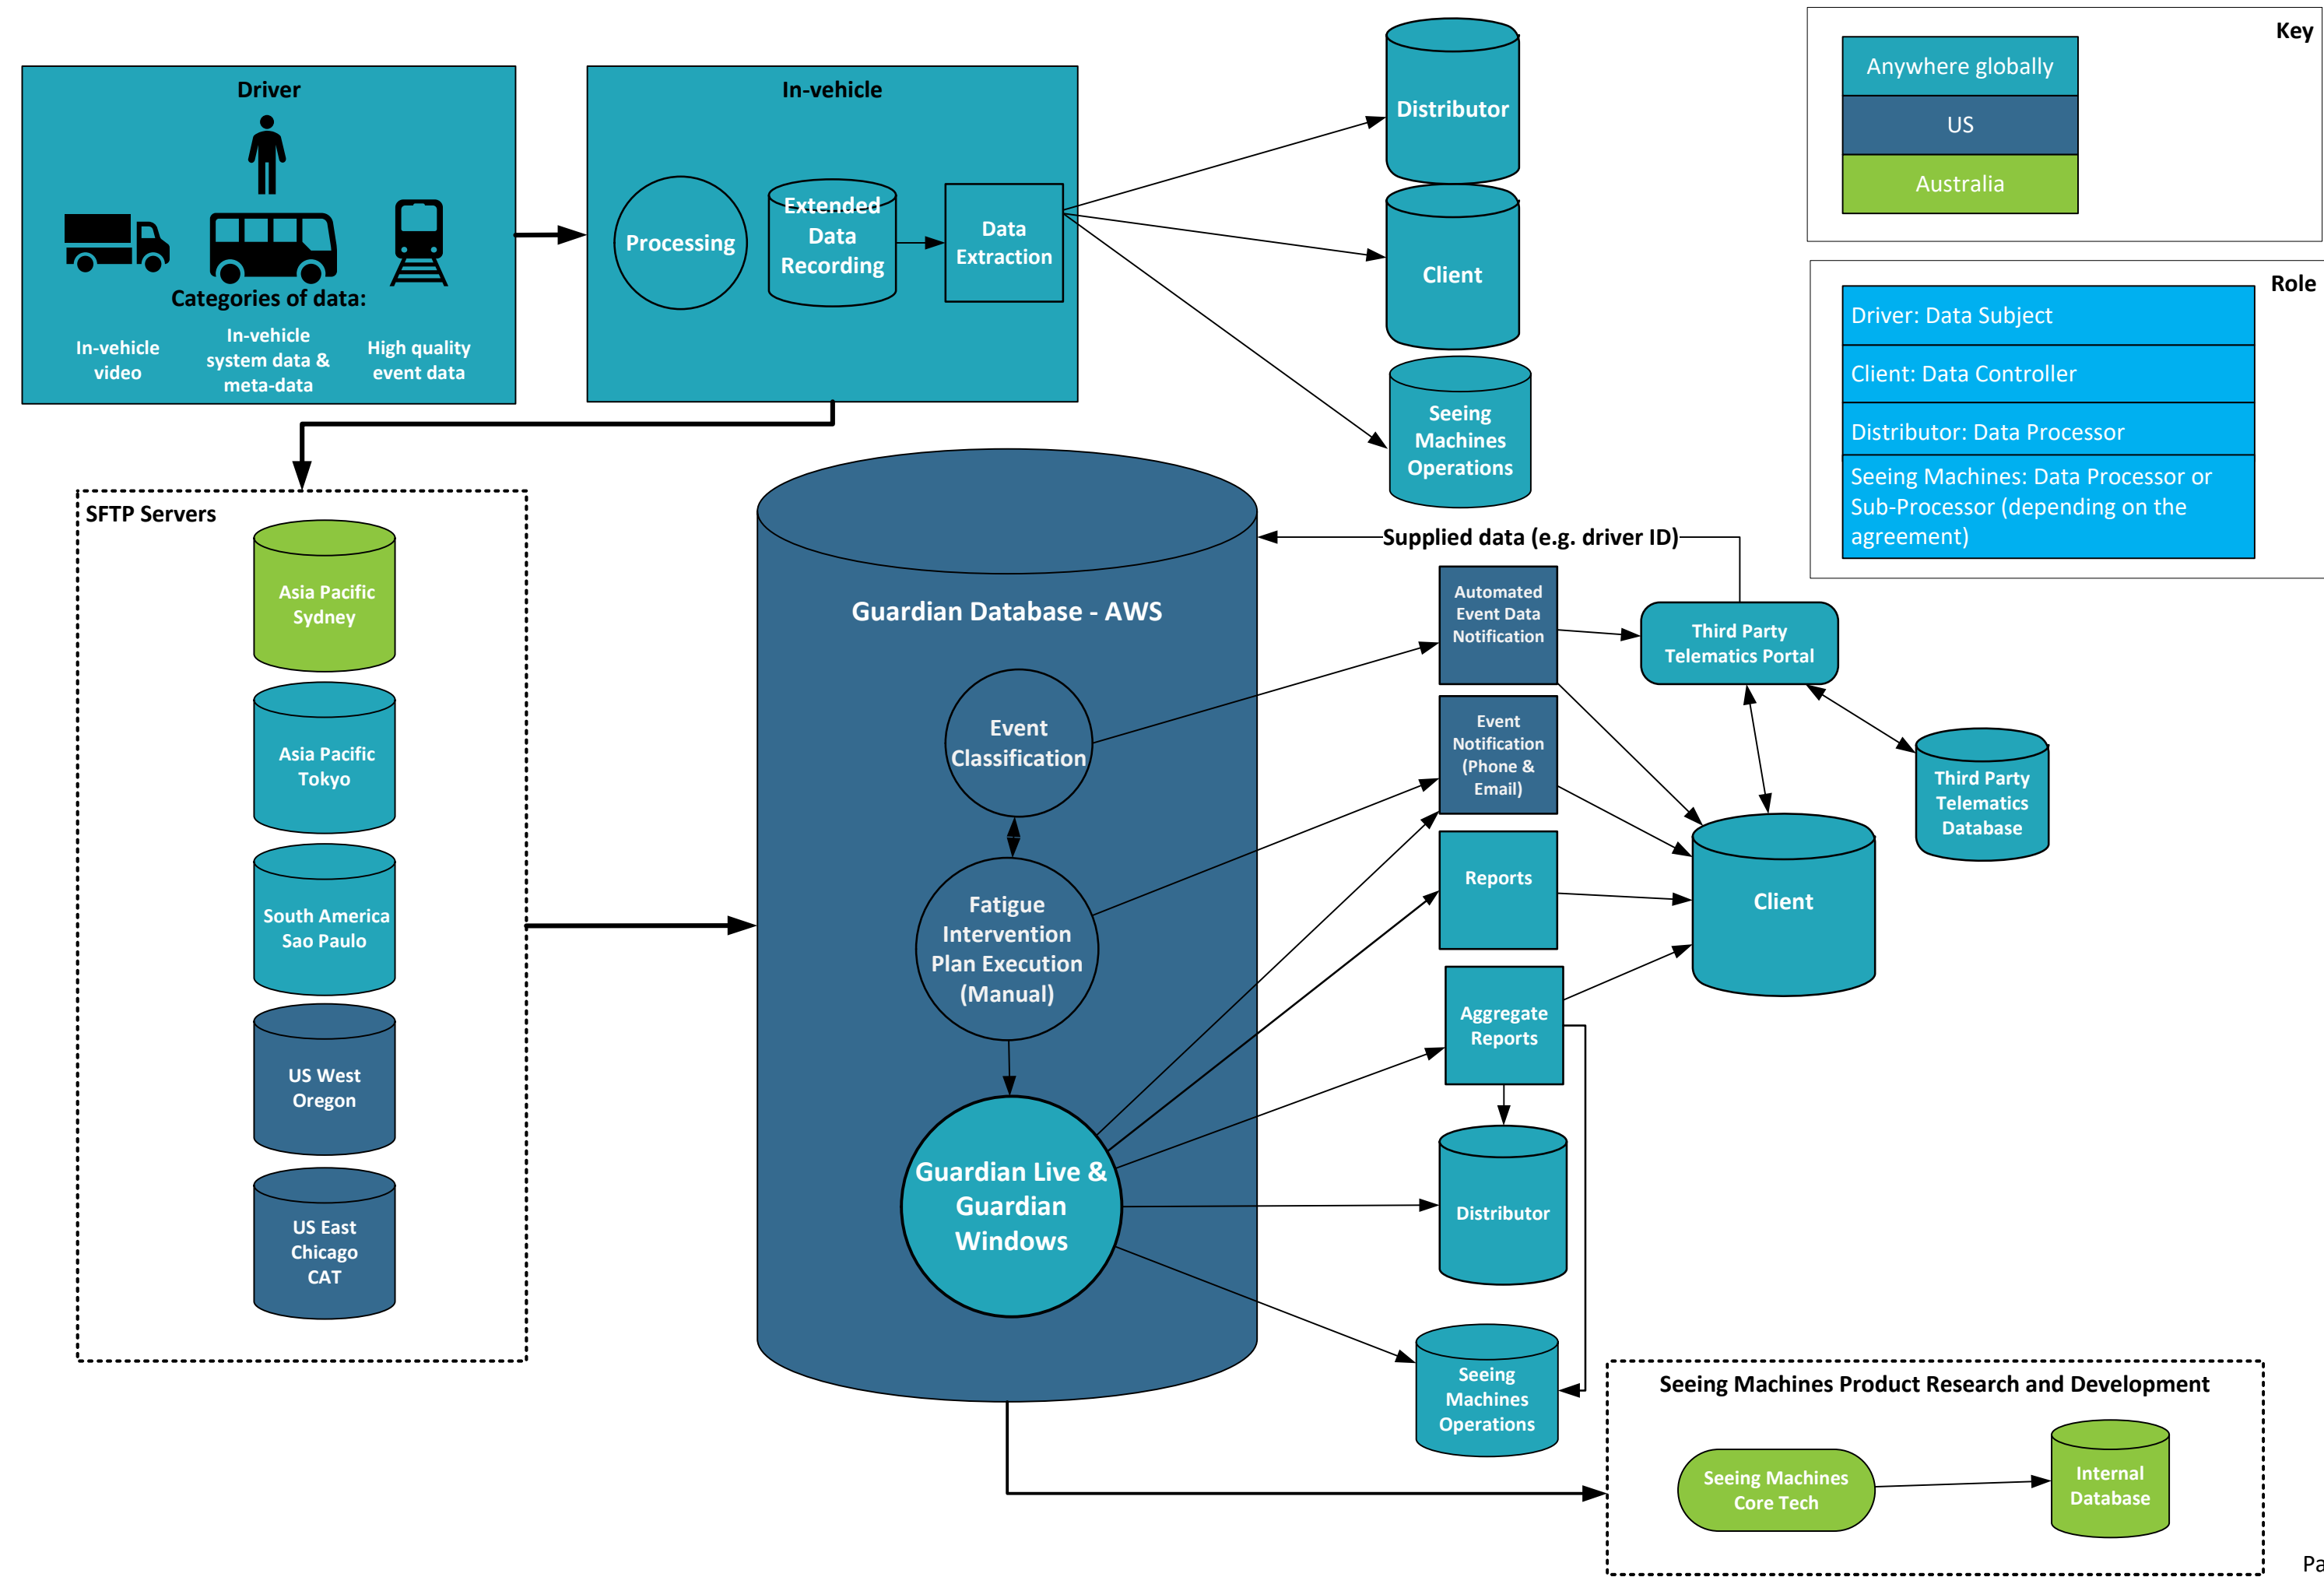 Driver
Categories of data:
In-vehicle
video
In-vehicle
system data &
meta-data
High quality
event data
In-vehicle
Processing
Extended
Data
Recording
Data
Extraction
Distributor
Client
Seeing
Machines
Operations
Key
Anywhere globally
US
Australia
Role
Driver: Data Subject
Client: Data Controller
Distributor: Data Processor
Seeing Machines: Data Processor or
Sub-Processor (depending on the
agreement)
SFTP Servers
Asia Pacific
Sydney
Asia Pacific
Tokyo
South America
Sao Paulo
US West
Oregon
US East
Chicago
CAT
Guardian Database - AWS
Event
Classification
Fatigue
Intervention
Plan Execution
(Manual)
Guardian Live &
Guardian
Windows
Supplied data (e.g. driver ID)
Automated
Event Data
Notification
Event
Notification
(Phone &
Email)
Reports
Aggregate
Reports
Distributor
Seeing
Machines
Operations
Third Party
Telematics Portal
Third Party
Telematics
Database
Client
Seeing Machines Product Research and Development
Seeing Machines
Core Tech
Internal
Database
Pa